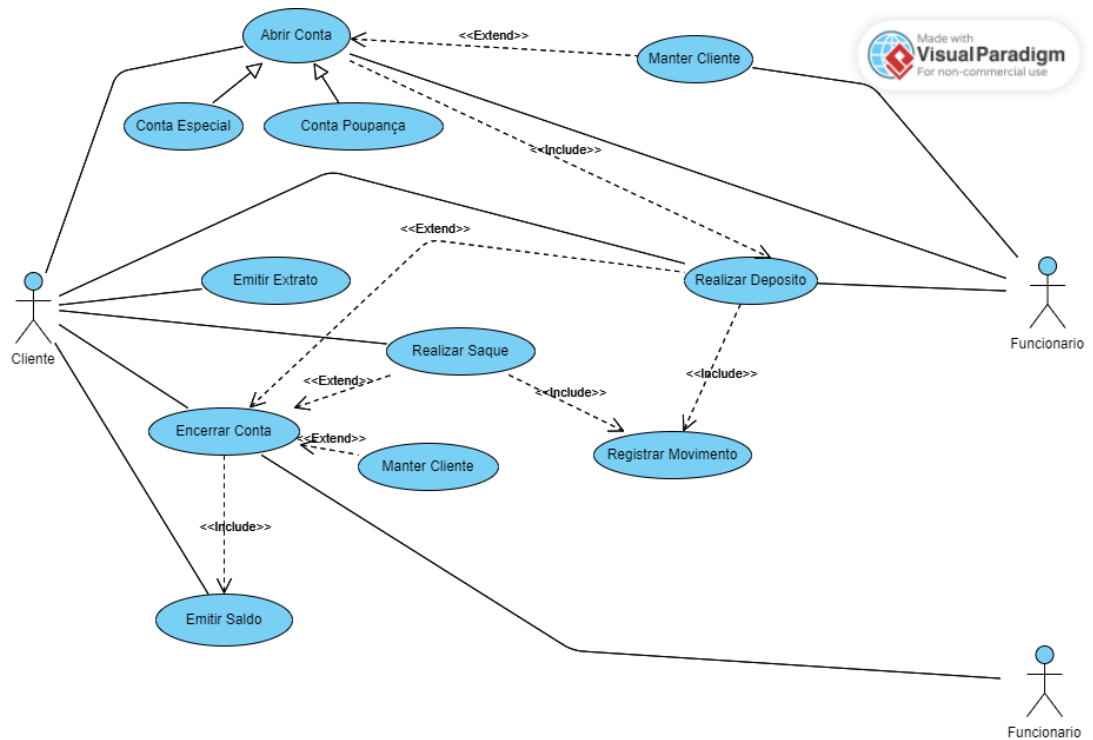 Abrir Conta
<<Extend>>
Manter Cliente
Made with
Visual Paradigm
For non-commercial use
Conta Especial
Conta Poupança
<<Include>>
<<Extend>>
Emitir Extrato
Realizar Deposito
Cliente
Funcionario
Realizar Saque
<<Extend>>
<<Include>>
<<Include>>
Encerrar Conta
<<Extend>>
Manter Cliente
Registrar Movimento
<<Include>>
Emitir Saldo
Funcionario